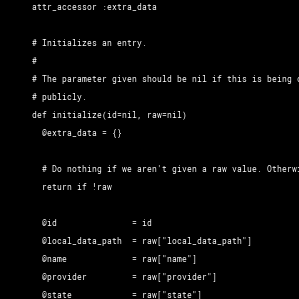 attr_accessor :extra_data
# Initializes an entry.
#
# The parameter given should be nil if this is being
# publicly.
def initialize(id=nil, raw=nil)
@extra_data = {}
# Do nothing if we aren't given a raw value. Otherwi
return if !raw
@id = id
@local_data_path = raw["local_data_path"]
@name = raw["name"]
@provider = raw["provider"]
@state = raw["state"]